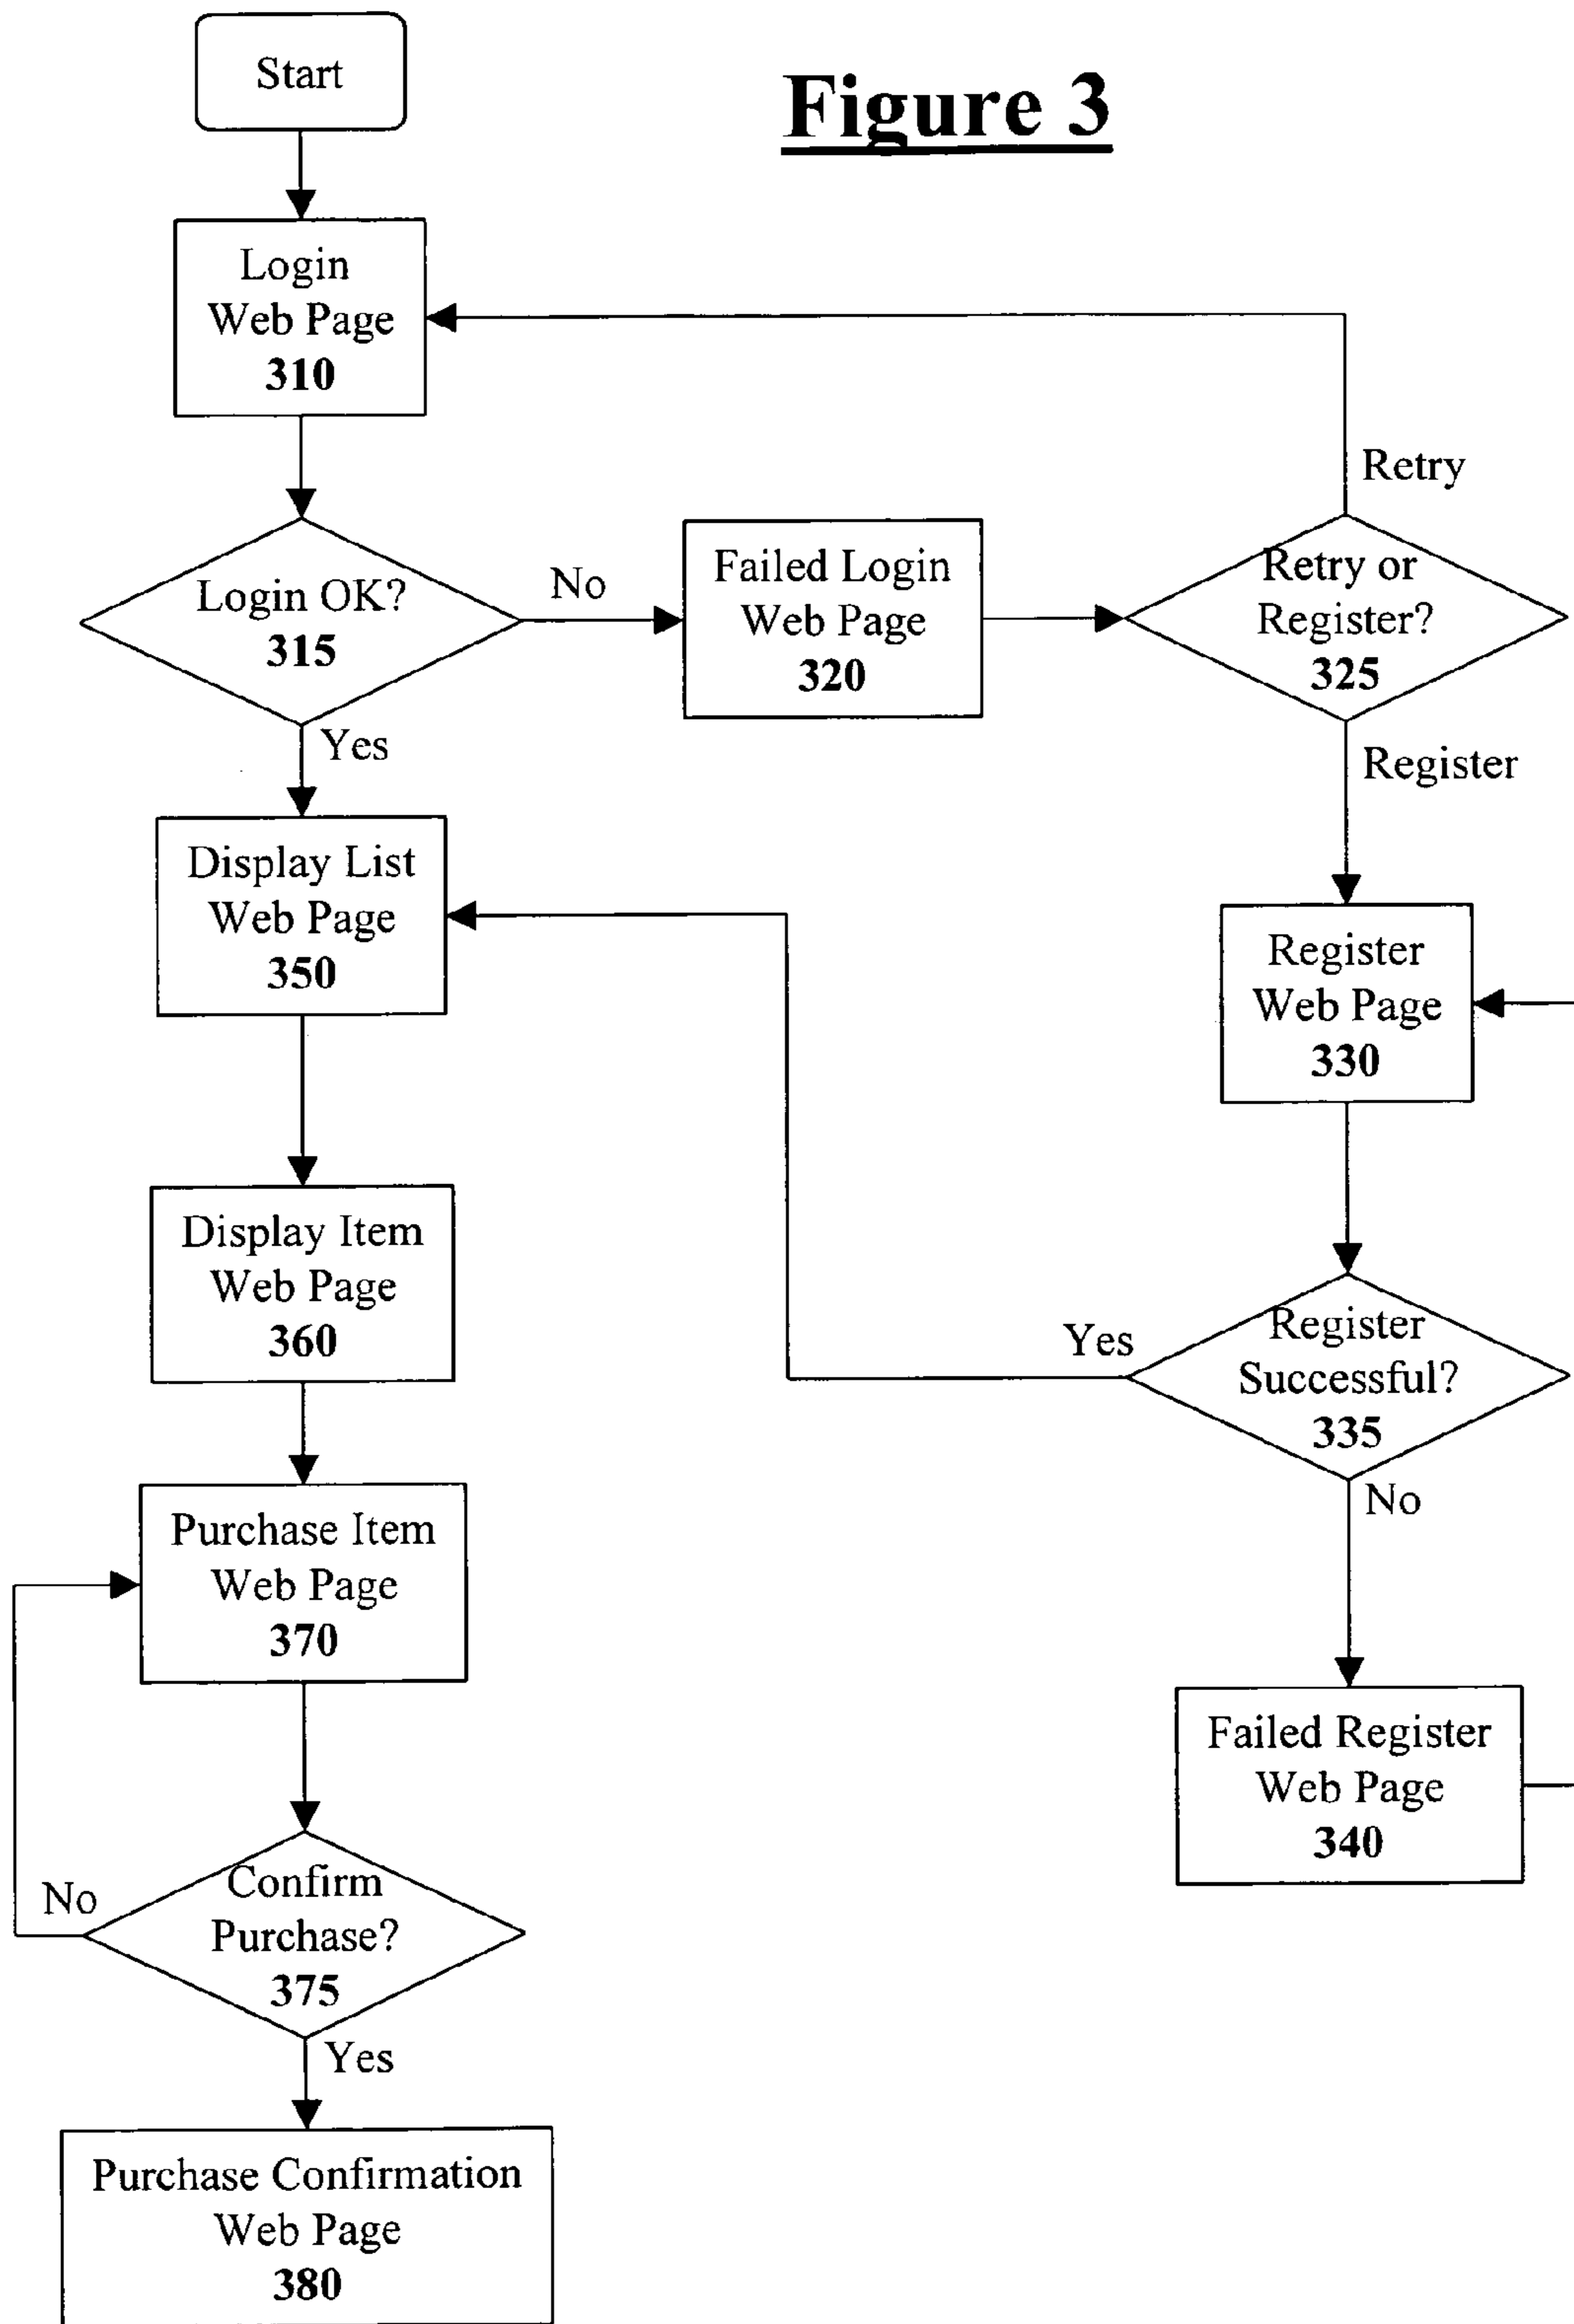 Start
Figure 3
Login
Web Page
310
Retry
Login OK?
315
No
Failed Login
Web Page
320
Retry or
Register?
325
Yes
Register
Display List
Web Page
350
Register
Web Page
330
Display Item
Web Page
360
Yes
Register
Successful?
335
No
Purchase Item
Web Page
370
Failed Register
Web Page
340
No
Confirm
Purchase?
375
Yes
Purchase Confirmation
Web Page
380